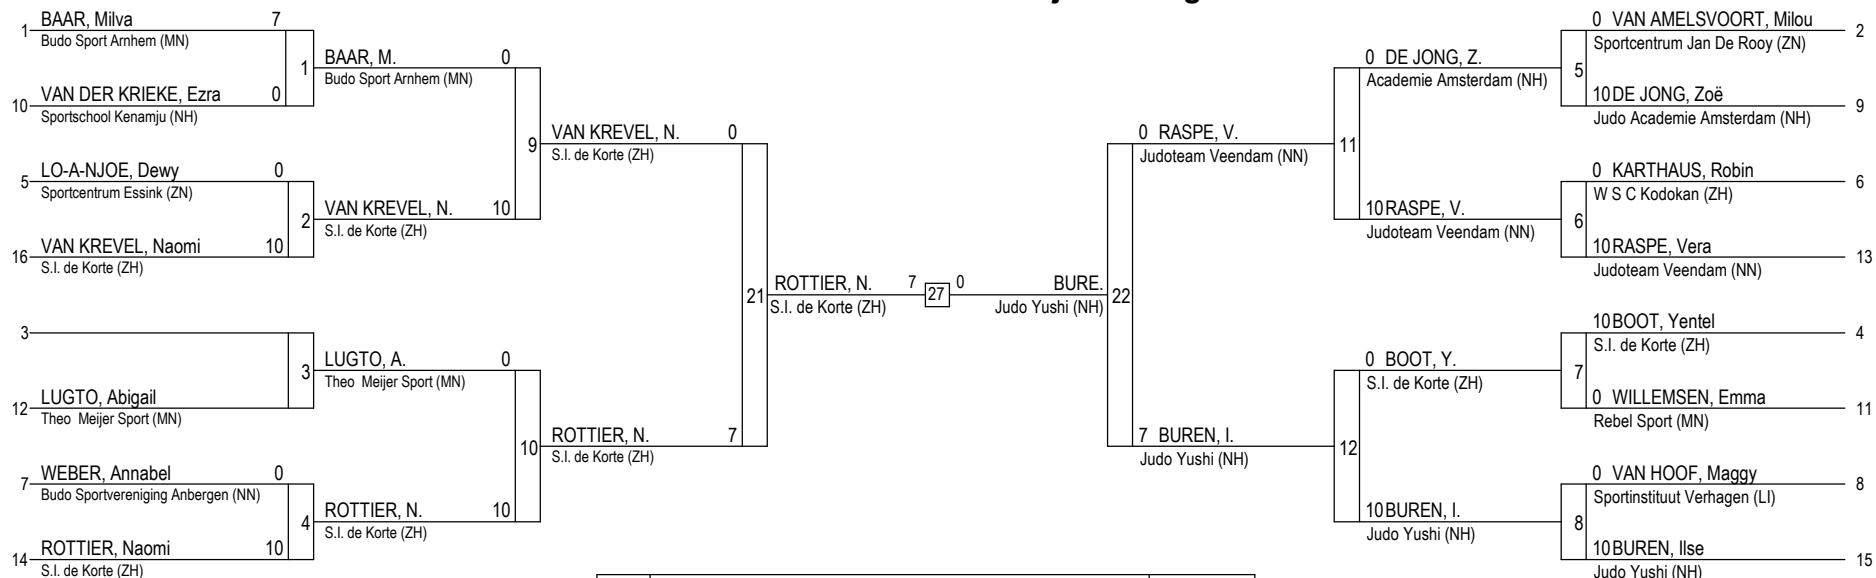 1 BAAR, Milva 7
Budo Sport Arnhem (MN)
10 VAN DER KRIEKE, Ezra 0
Sportschool Kenamju (NH)
1
5 LO-A-NJOE, Dewy 0
Sportcentrum Essink (ZN)
16 VAN KREVEL, Naomi 10
S.I. de Korte (ZH)
2
3
12 LUGTO, Abigail
Theo Meijer Sport (MN)
3
7 WEBER, Annabel 0
Budo Sportvereniging Anbergen (NN)
14 ROTTIER, Naomi 10
S.I. de Korte (ZH)
4
BAAR, M. 0
Budo Sport Arnhem (MN)
VAN KREVEL, N. 10
S.I. de Korte (ZH)
9
LUGTO, A. 0
Theo Meijer Sport (MN)
ROTTIER, N. 10
S.I. de Korte (ZH)
10
VAN KREVEL, N. 0
S.I. de Korte (ZH)
ROTTIER, N. 7
S.I. de Korte (ZH)
21
ROTTIER, N. 7
S.I. de Korte (ZH)
27
0 BURE.
Judo Yushi (NH)
22
0 RASPE, V.
Judoteam Veendam (NN)
7 BUREN, I.
Judo Yushi (NH)
11
0 DE JONG, Z.
Academie Amsterdam (NH)
10 RASPE, V.
Judoteam Veendam (NN)
12
0 BOOT, Y.
S.I. de Korte (ZH)
10 BUREN, I.
Judo Yushi (NH)
5
0 VAN AMELSVOORT, Milou 2
Sportcentrum Jan De Rooy (ZN)
10 DE JONG, Zoë 9
Judo Academie Amsterdam (NH)
6
0 KARTHAUS, Robin 6
W S C Kodokan (ZH)
10 RASPE, Vera 13
Judoteam Veendam (NN)
7
10 BOOT, Yentel 4
S.I. de Korte (ZH)
0 WILLEMSEN, Emma 11
Rebel Sport (MN)
8
0 VAN HOOF, Maggy 8
Sportinstituut Verhagen (LI)
10 BUREN, Ilse 15
Judo Yushi (NH)